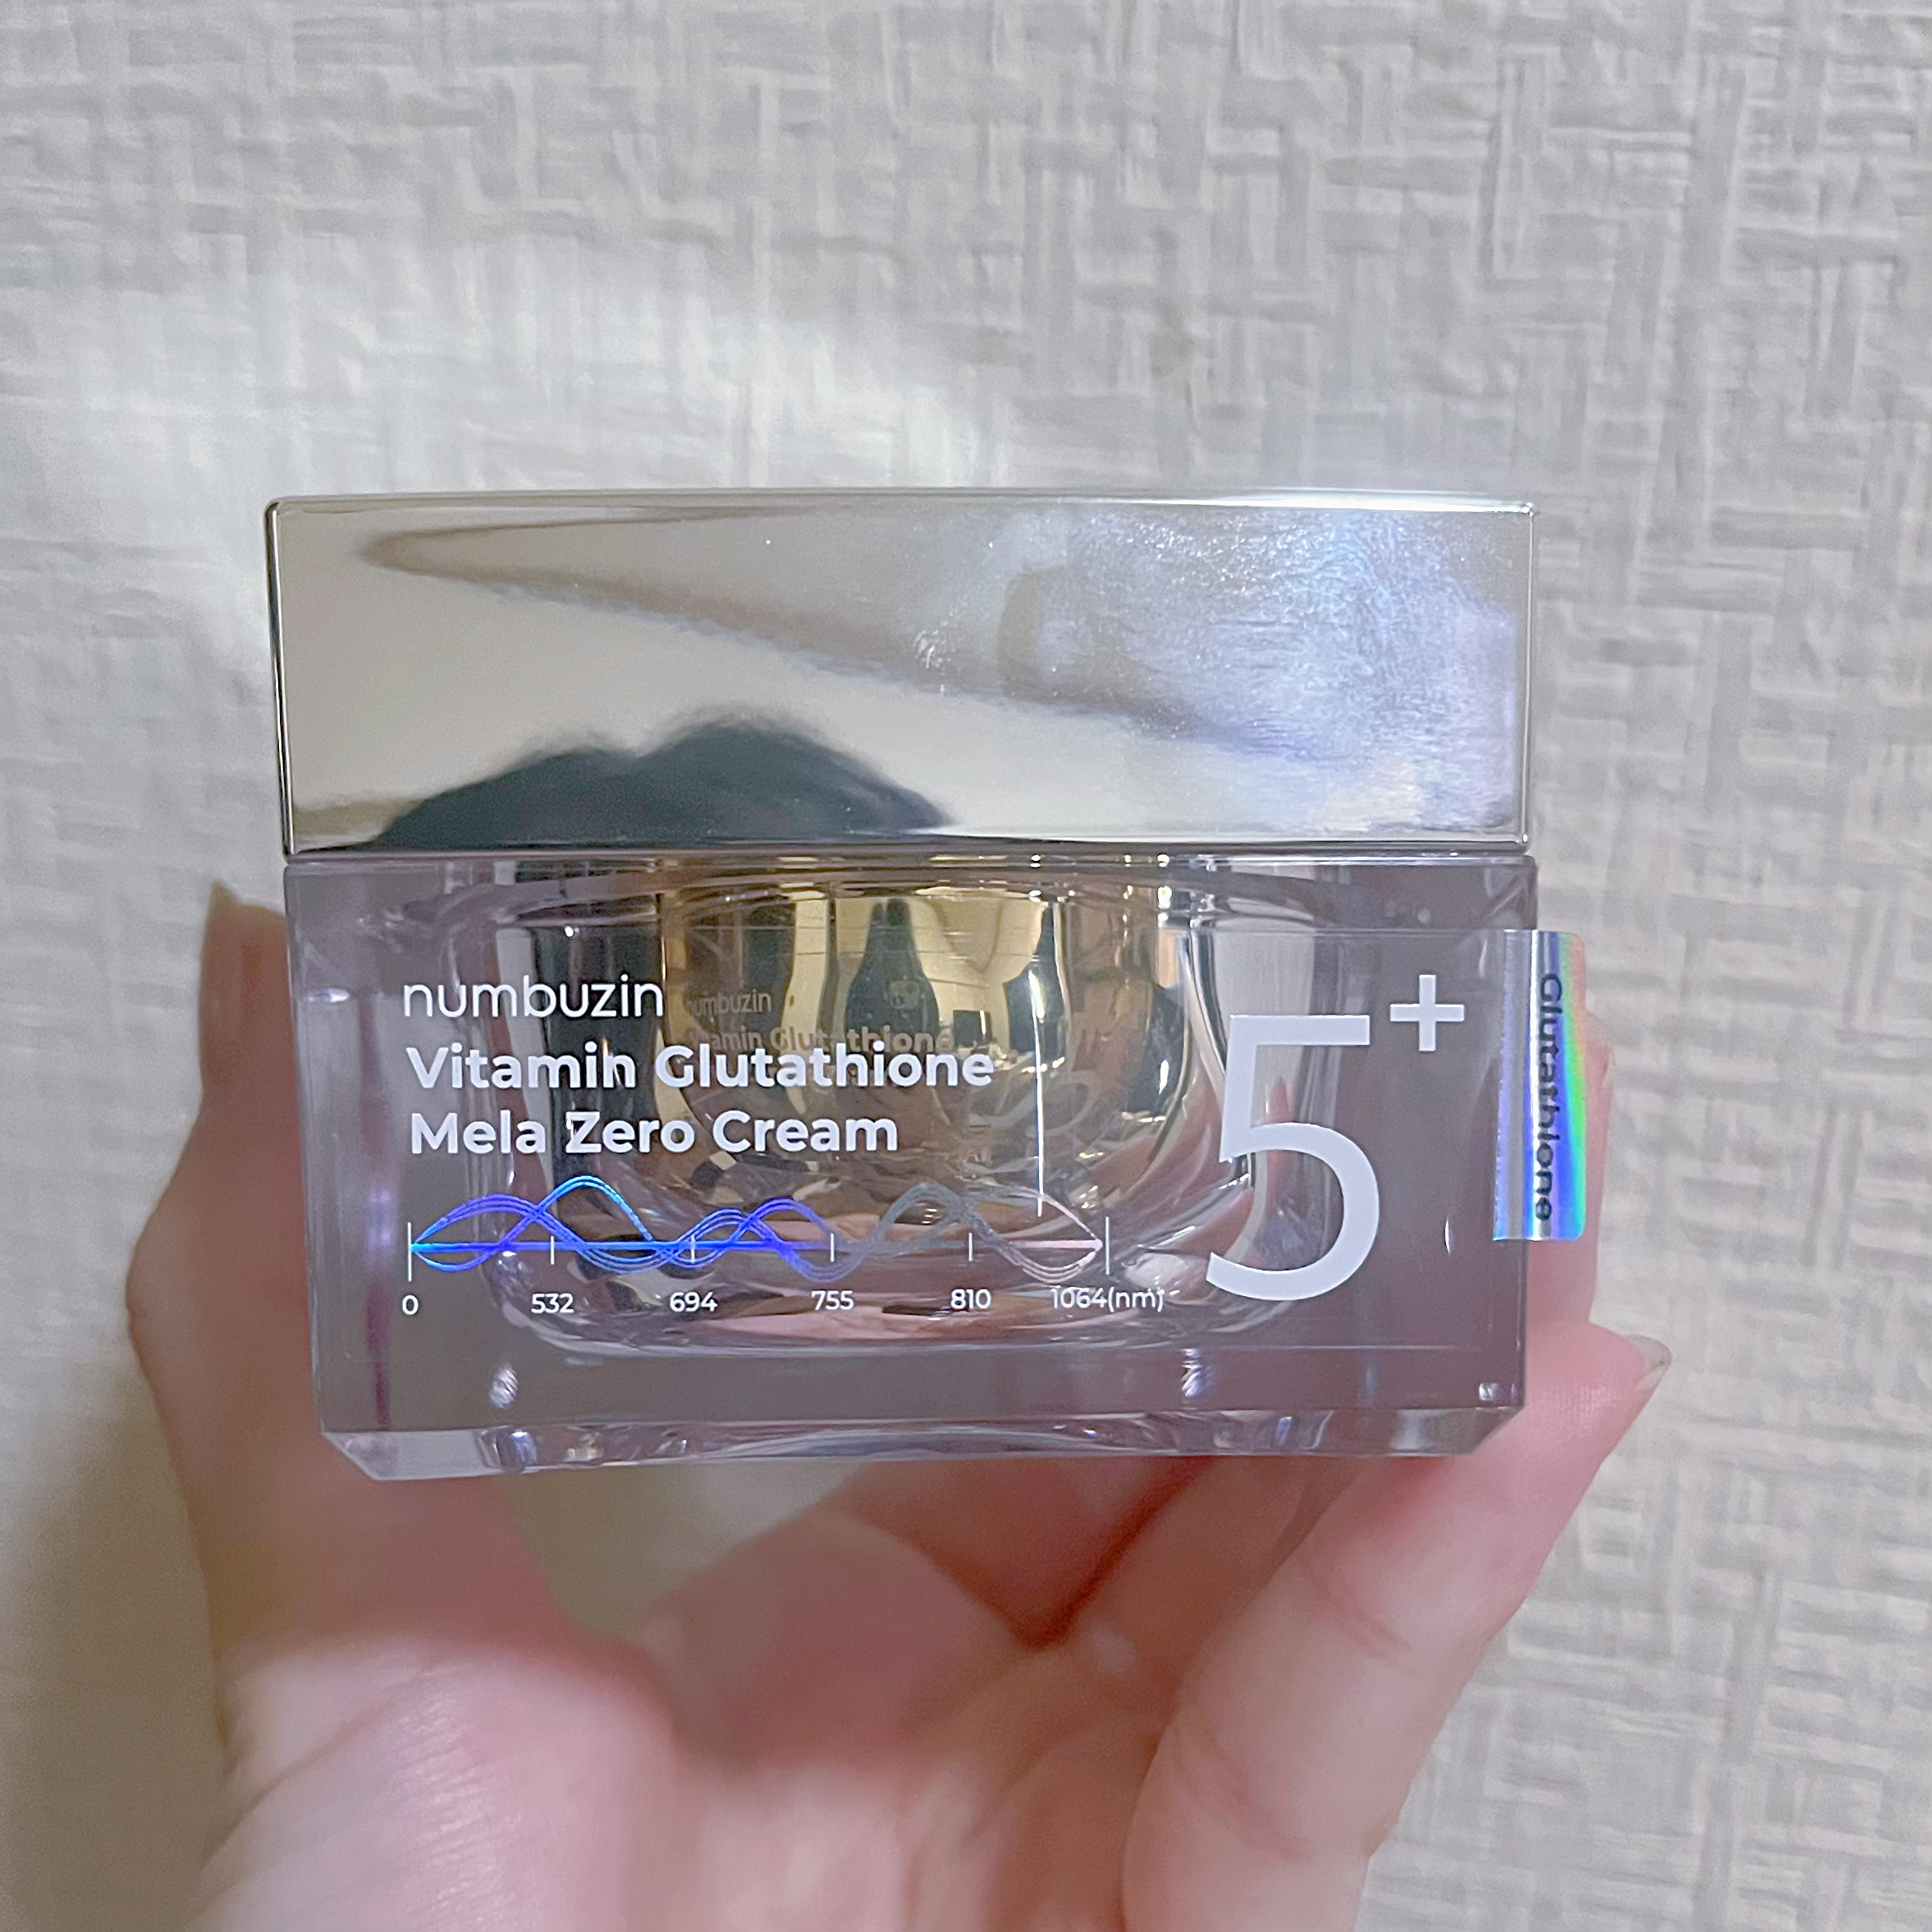 numbuzin
Vitamin Glutathione
Mela Zero Cream
5+
0 532 694 755 810 1064(nm)
Glutathione